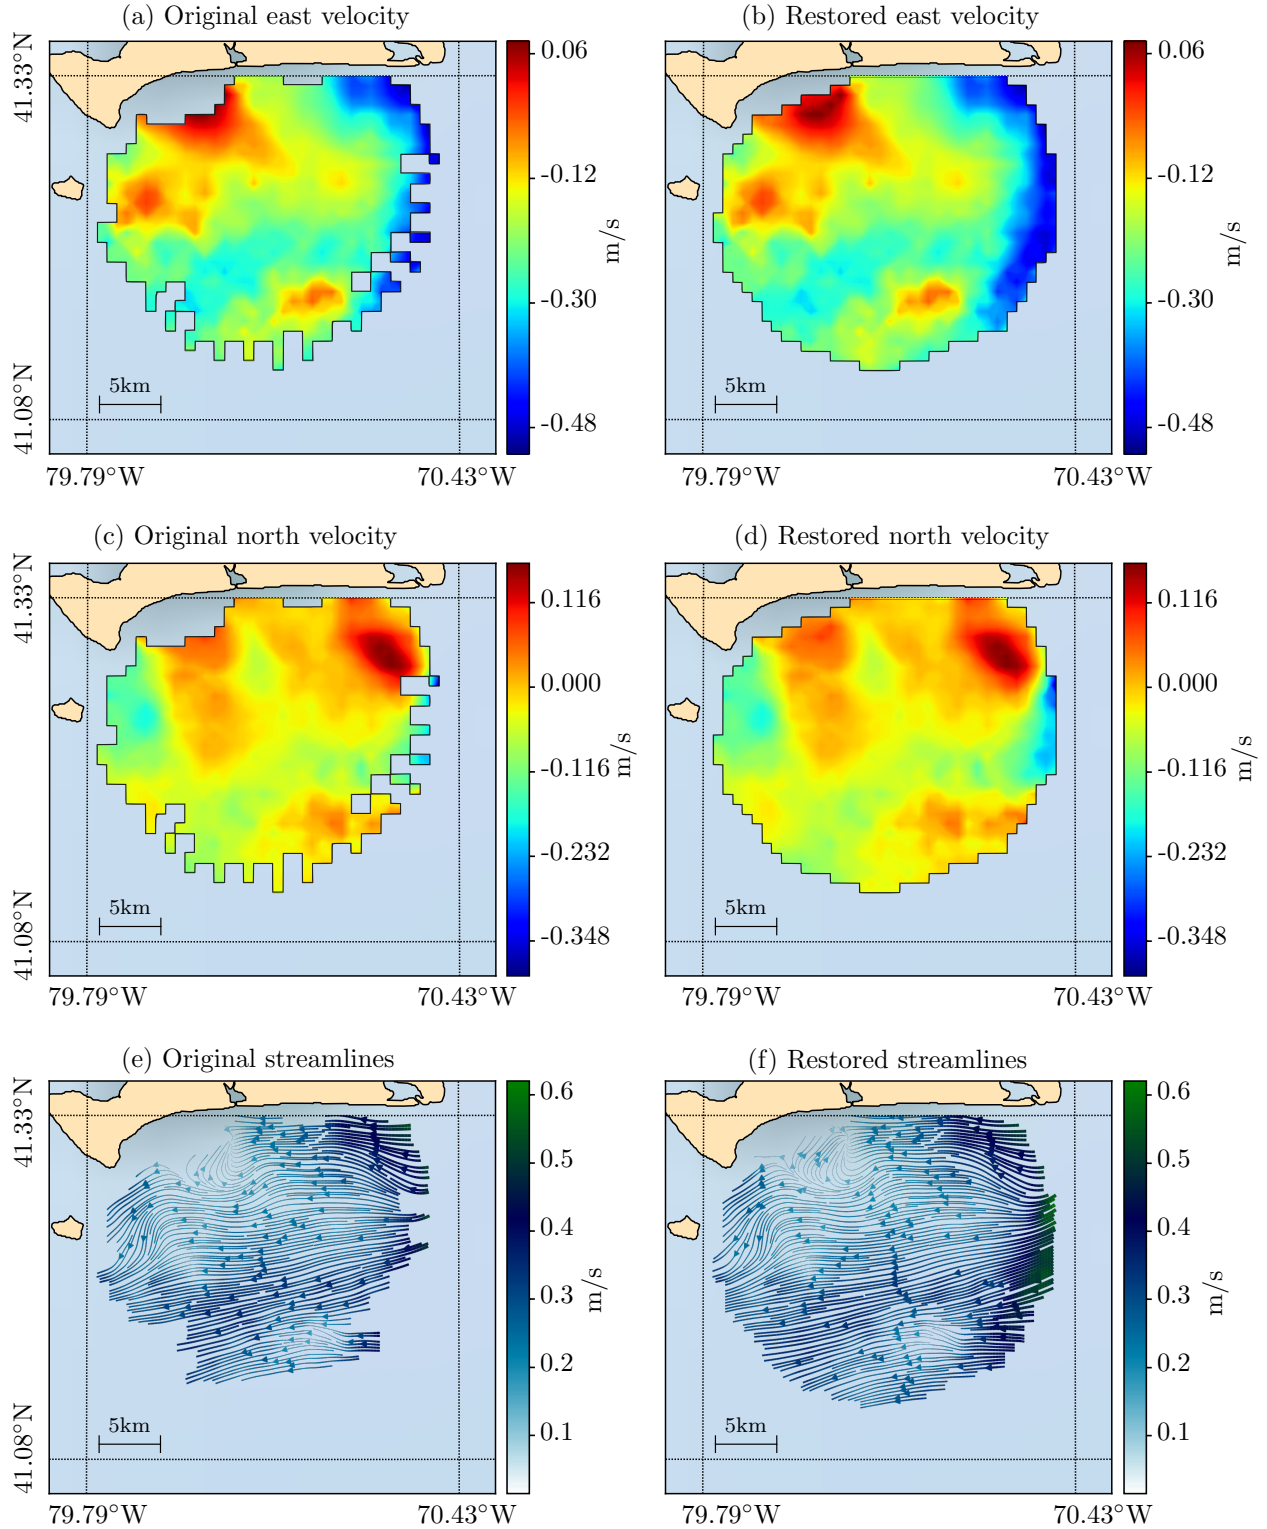 (a) Original east velocity
(b) Restored east velocity
41.33°N
41.08°N
79.79°W
70.43°W
5km
0.06
-0.12
-0.30
-0.48
m/s
79.79°W
70.43°W
5km
0.06
-0.12
-0.30
-0.48
m/s
(c) Original north velocity
(d) Restored north velocity
41.33°N
41.08°N
79.79°W
70.43°W
5km
0.116
0.000
-0.116
-0.232
-0.348
m/s
79.79°W
70.43°W
5km
0.116
0.000
-0.116
-0.232
-0.348
m/s
(e) Original streamlines
(f) Restored streamlines
41.33°N
41.08°N
79.79°W
70.43°W
5km
0.6
0.5
0.4
0.3
0.2
0.1
m/s
79.79°W
70.43°W
5km
0.6
0.5
0.4
0.3
0.2
0.1
m/s